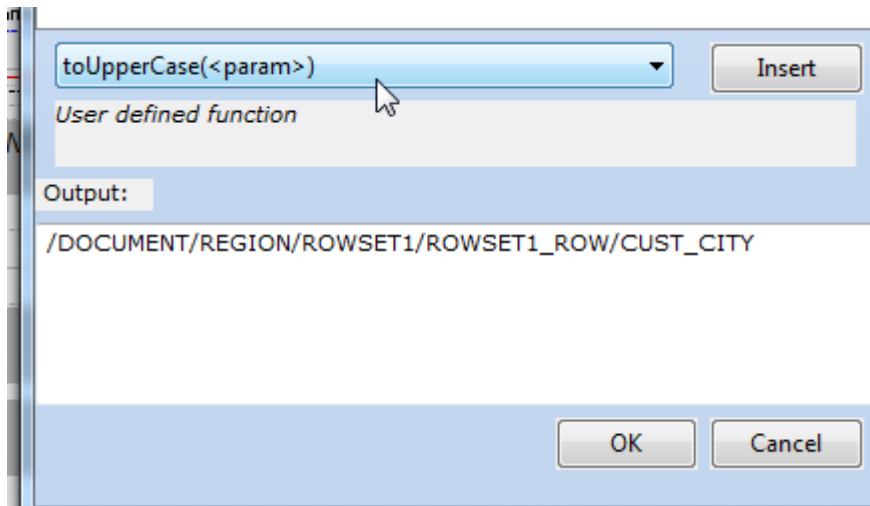 toUpperCase(<param>)
Insert
User defined function
Output:
/DOCUMENT/REGION/ROWSET1/ROWSET1_ROW/CUST_CITY
OK
Cancel